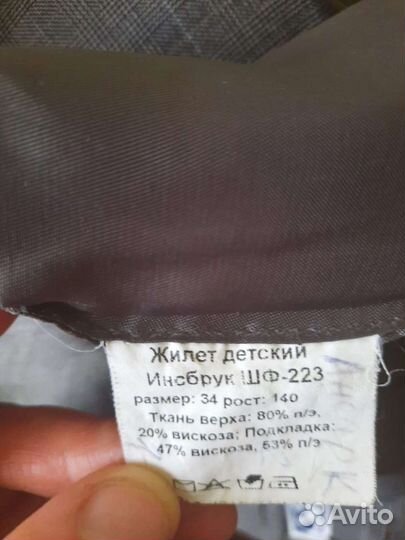 Жилет детский
Инсбрук ШФ-223
размер: 34 рост: 140
Ткань верха: 80% п/э,
20% вискоза; Подкладка:
47% вискоза, 53% п/э
Avito